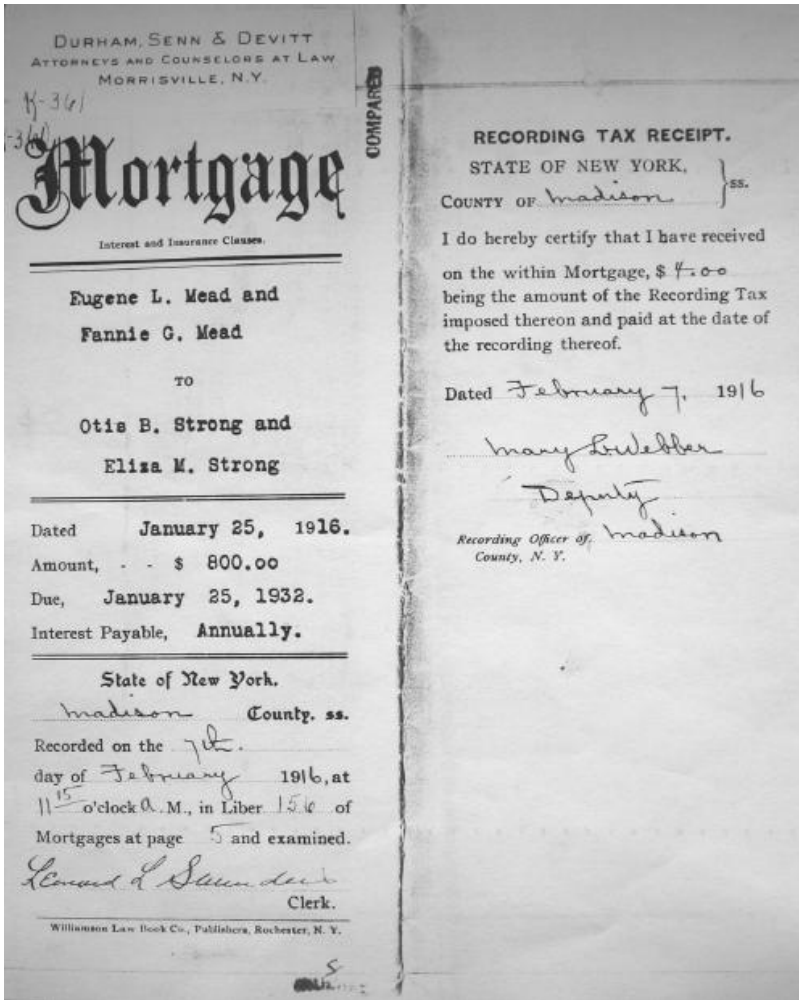 DURHAM, SENN & DEVITT
ATTORNEYS AND COUNSELORS AT LAW
MORRISVILLE, N.Y.
K-361
COMPARED
Mortgage
Interest and Insurance Clauses.
Eugene L. Mead and
Fannie G. Mead
TO
Otis B. Strong and
Eliza M. Strong
Dated January 25, 1916.
Amount, - - $ 800.00
Due, January 25, 1932.
Interest Payable, Annually.
State of New York.
Madison County. ss.
Recorded on the 7th.
day of February 1916, at
11 15 o'clock A. M., in Liber 156 of
Mortgages at page 5 and examined.
Leonard L Saunders
Clerk.
Williamson Law Book Co., Publishers, Rochester, N. Y.
RECORDING TAX RECEIPT.
STATE OF NEW YORK,
COUNTY OF Madison } ss.
I do hereby certify that I have received
on the within Mortgage, $ 4.00
being the amount of the Recording Tax
imposed thereon and paid at the date of
the recording thereof.
Dated February 7, 1916
Mary L Webber
Deputy
Recording Officer of Madison
County, N. Y.